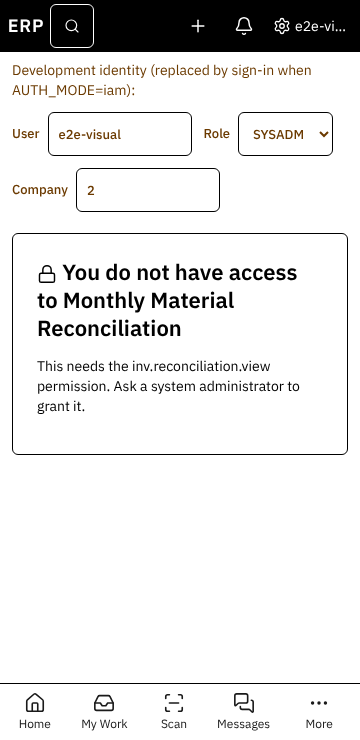 ERP
e2e-vi...
Development identity (replaced by sign-in when
AUTH_MODE=iam):
User
e2e-visual
Role
SYSADM
Company
2
You do not have access
to Monthly Material
Reconciliation
This needs the inv.reconciliation.view
permission. Ask a system administrator to
grant it.
Home
My Work
Scan
Messages
More